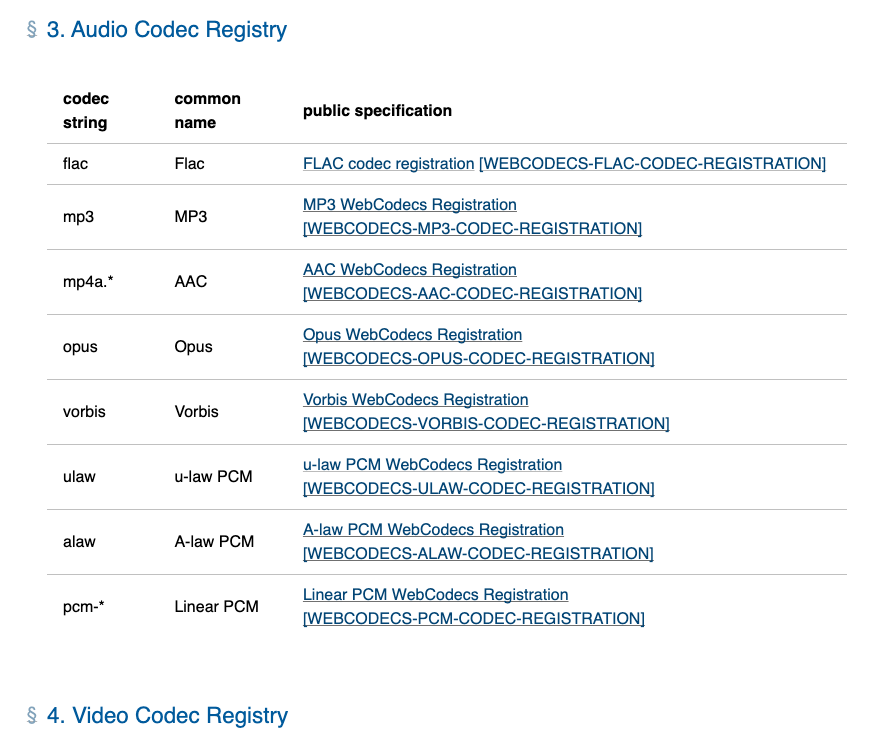 § 3. Audio Codec Registry
codec string common name public specification
flac Flac FLAC codec registration [WEBCODECS-FLAC-CODEC-REGISTRATION]
mp3 MP3 MP3 WebCodecs Registration
[WEBCODECS-MP3-CODEC-REGISTRATION]
mp4a.* AAC AAC WebCodecs Registration
[WEBCODECS-AAC-CODEC-REGISTRATION]
opus Opus Opus WebCodecs Registration
[WEBCODECS-OPUS-CODEC-REGISTRATION]
vorbis Vorbis Vorbis WebCodecs Registration
[WEBCODECS-VORBIS-CODEC-REGISTRATION]
ulaw u-law PCM u-law PCM WebCodecs Registration
[WEBCODECS-ULAW-CODEC-REGISTRATION]
alaw A-law PCM A-law PCM WebCodecs Registration
[WEBCODECS-ALAW-CODEC-REGISTRATION]
pcm-* Linear PCM Linear PCM WebCodecs Registration
[WEBCODECS-PCM-CODEC-REGISTRATION]
§ 4. Video Codec Registry